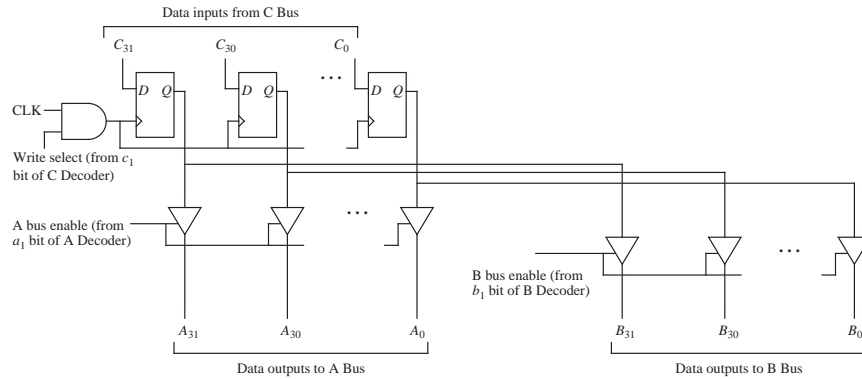 Data inputs from C Bus
C31 C30 C0
...
D Q D Q D Q
CLK
Write select (from c1
bit of C Decoder)
A bus enable (from
a1 bit of A Decoder)
...
B bus enable (from
b1 bit of B Decoder)
...
A31 A30 A0
B31 B30 B0
Data outputs to A Bus
Data outputs to B Bus